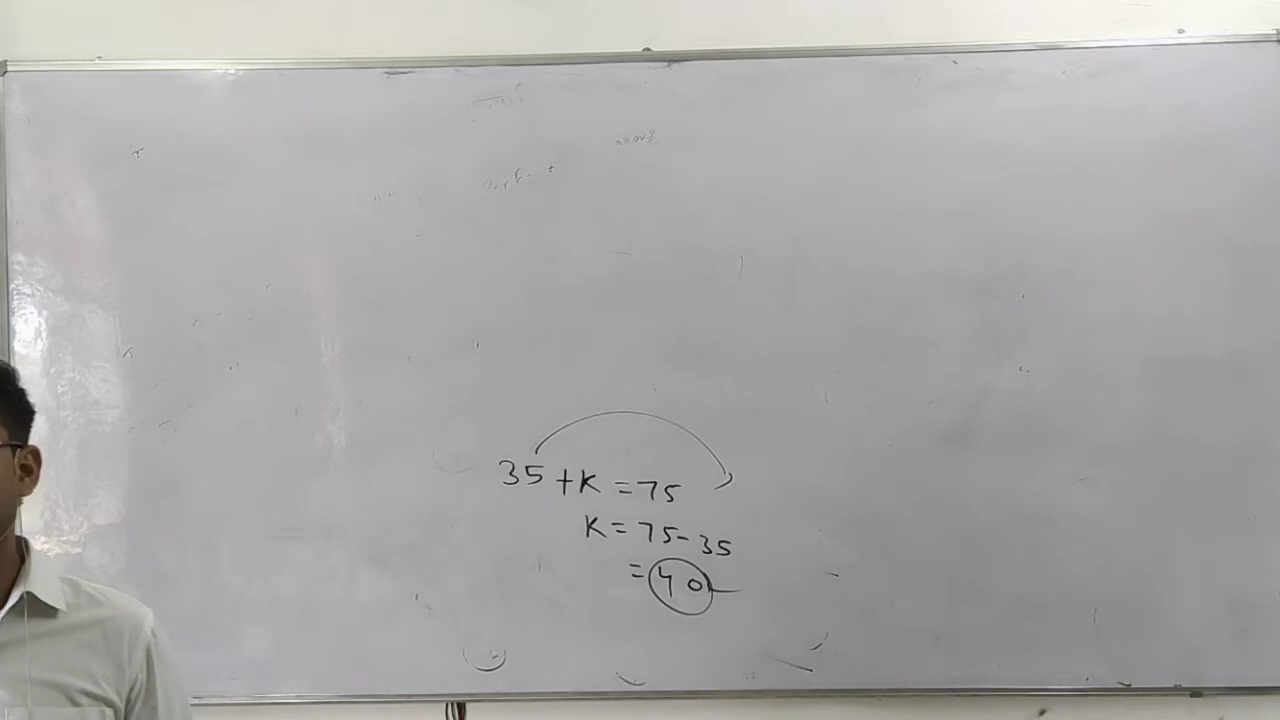 35 + K = 75
K = 75 - 35
= 40